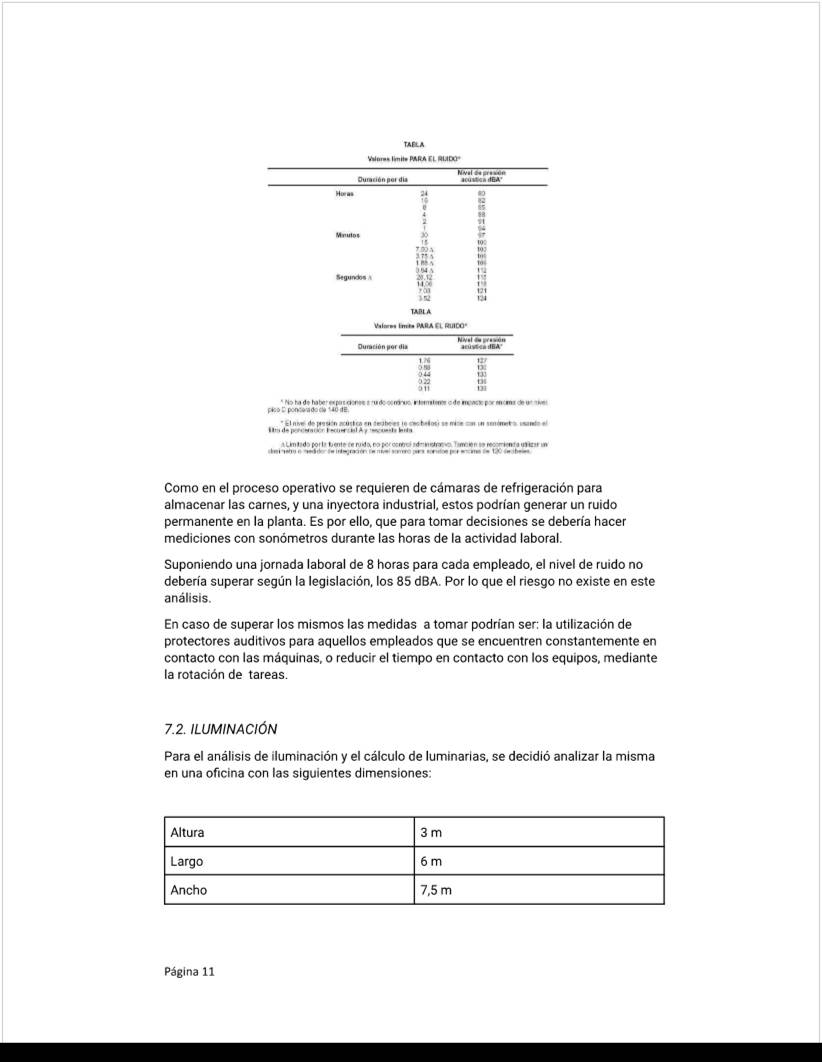 TABLA
Valores límite PARA EL RUIDO°
Duración por día Nivel de presión acústica dBA*
Horas 24 80
16 82
8 85
4 88
2 91
1 94
Minutos 30 97
15 100
7,50 ∆ 103
3,75 ∆ 106
1,88 ∆
0,94 ∆ 112
Segundos ∆ 28,12 115
14,06 118
7,03 121
3,52 124
TABLA
Valores límite PARA EL RUIDO°
Duración por día Nivel de presión acústica dBA*
1,76 127
0,88 130
0,44 133
0,22 136
0,11 139
° No ha de haber exposiciones a ruido continuo, intermitente o de impacto por encima de un nivel
pico C ponderado de 140 dB.
* El nivel de presión acústica en decibeles (o decibelios) se mide con un sonómetro, usando el
filtro de ponderación frecuencial A y respuesta lenta.
∆ Limitado por la fuente de ruido, no por control administrativo. También se recomienda utilizar un
dosímetro o medidor de integración de nivel sonoro para sonidos por encima de 120 decibeles.
Como en el proceso operativo se requieren de cámaras de refrigeración para
almacenar las carnes, y una inyectora industrial, estos podrían generar un ruido
permanente en la planta. Es por ello, que para tomar decisiones se debería hacer
mediciones con sonómetros durante las horas de la actividad laboral.
Suponiendo una jornada laboral de 8 horas para cada empleado, el nivel de ruido no
debería superar según la legislación, los 85 dBA. Por lo que el riesgo no existe en este
análisis.
En caso de superar los mismos las medidas a tomar podrían ser: la utilización de
protectores auditivos para aquellos empleados que se encuentren constantemente en
contacto con las máquinas, o reducir el tiempo en contacto con los equipos, mediante
la rotación de tareas.
7.2. ILUMINACIÓN
Para el análisis de iluminación y el cálculo de luminarias, se decidió analizar la misma
en una oficina con las siguientes dimensiones:
Altura 3 m
Largo 6 m
Ancho 7,5 m
Página 11